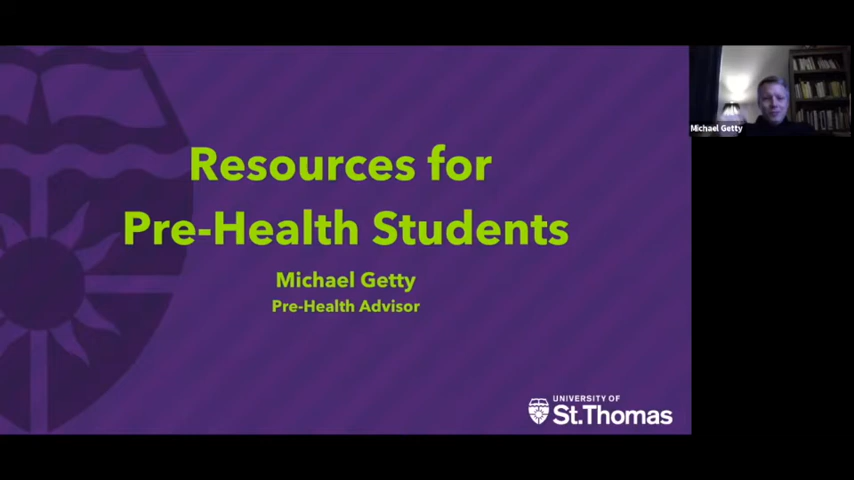 Resources for
Pre-Health Students
Michael Getty
Pre-Health Advisor
UNIVERSITY OF
St.Thomas
Michael Getty